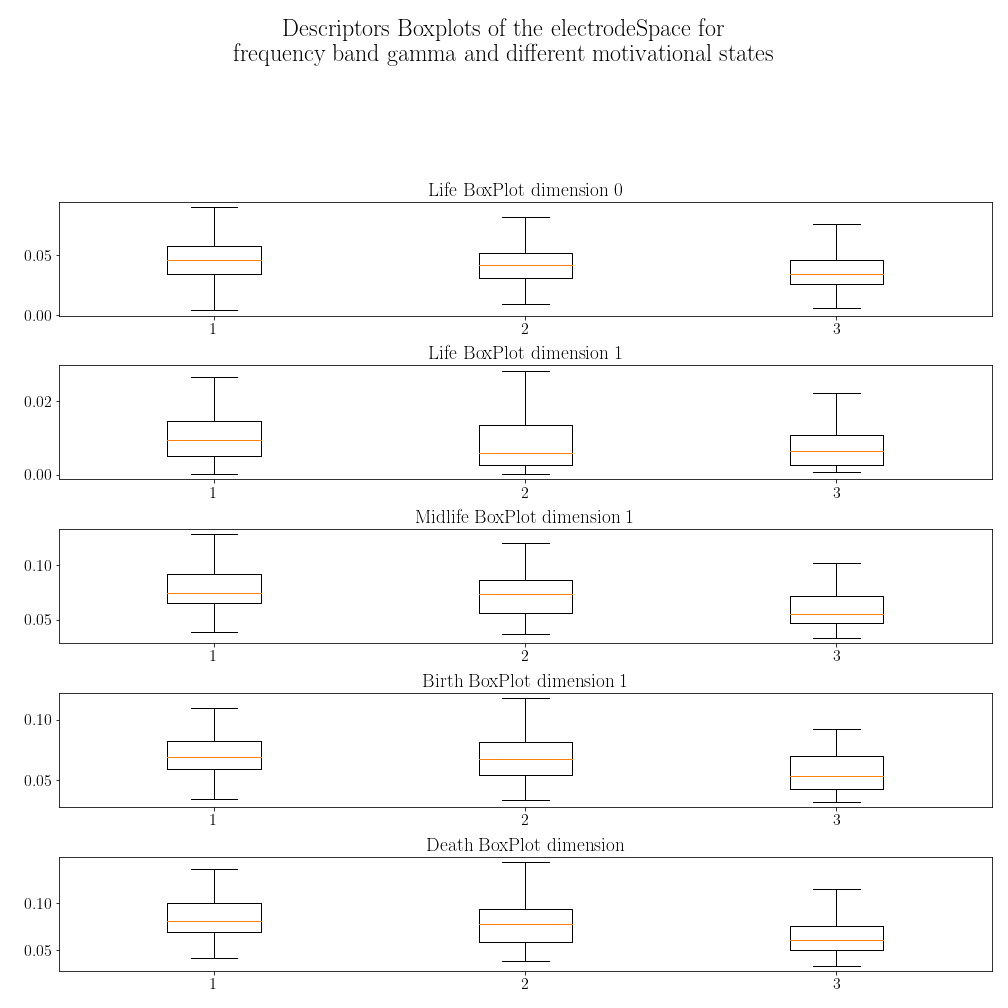 Descriptors Boxplots of the electrodeSpace for
frequency band gamma and different motivational states
Life BoxPlot dimension 0
0.05
0.00
1 2 3
Life BoxPlot dimension 1
0.02
0.00
1 2 3
Midlife BoxPlot dimension 1
0.10
0.05
1 2 3
Birth BoxPlot dimension 1
0.10
0.05
1 2 3
Death BoxPlot dimension
0.10
0.05
1 2 3